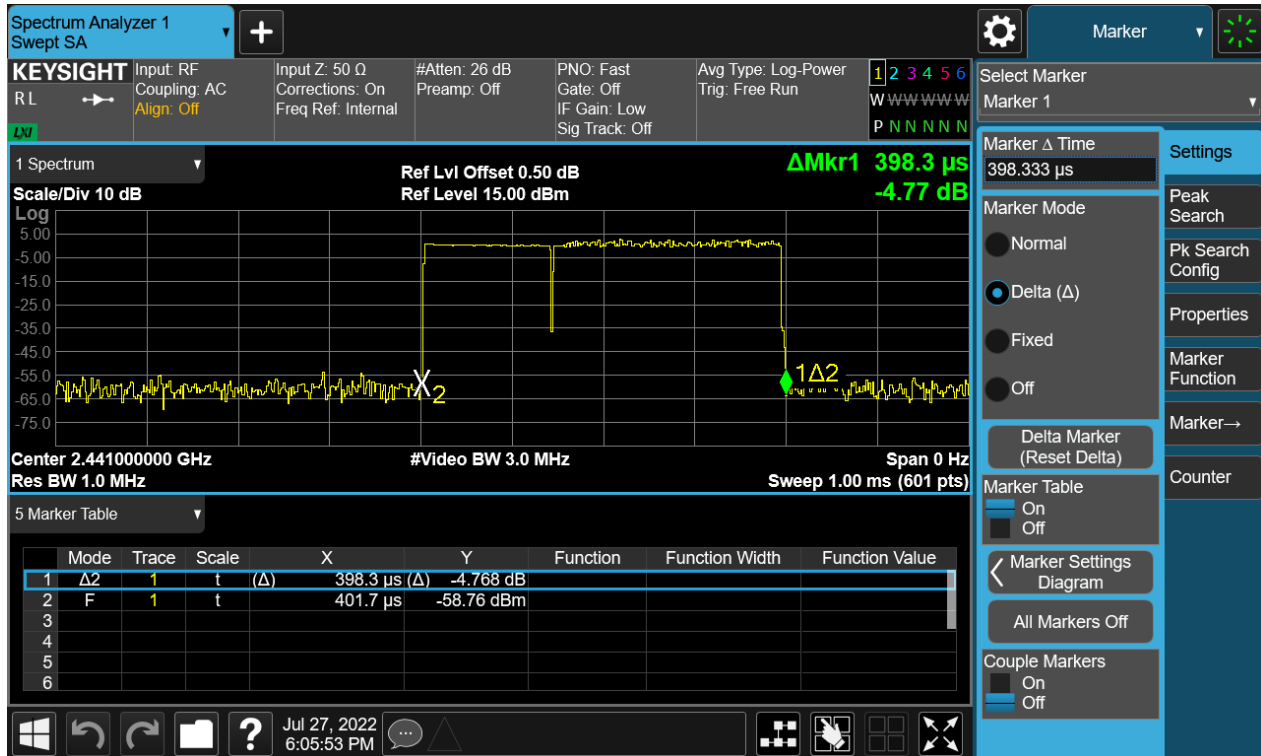 Spectrum Analyzer 1
Swept SA
+
Marker
KEYSIGHT
R L
LXI
Input: RF
Coupling: AC
Align: Off
Input Z: 50 Ω
Corrections: On
Freq Ref: Internal
#Atten: 26 dB
Preamp: Off
PNO: Fast
Gate: Off
IF Gain: Low
Sig Track: Off
Avg Type: Log-Power
Trig: Free Run
1 2 3 4 5 6
W W W W W W
P N N N N N
Select Marker
Marker 1
1 Spectrum
Scale/Div 10 dB
Ref Lvl Offset 0.50 dB
Ref Level 15.00 dBm
ΔMkr1 398.3 µs
-4.77 dB
Log
5.00
-5.00
-15.0
-25.0
-35.0
-45.0
-55.0
-65.0
-75.0
X2
1Δ2
Center 2.441000000 GHz
#Video BW 3.0 MHz
Span 0 Hz
Res BW 1.0 MHz
Sweep 1.00 ms (601 pts)
5 Marker Table
Mode Trace Scale X Y Function Function Width Function Value
1 Δ2 1 t (Δ) 398.3 µs (Δ) -4.768 dB
2 F 1 t 401.7 µs -58.76 dBm
3
4
5
6
Marker Δ Time
398.333 µs
Marker Mode
Normal
Delta (Δ)
Fixed
Off
Delta Marker
(Reset Delta)
Marker Table
On
Off
Marker Settings
Diagram
All Markers Off
Couple Markers
On
Off
Settings
Peak
Search
Pk Search
Config
Properties
Marker
Function
Marker→
Counter
?
Jul 27, 2022
6:05:53 PM